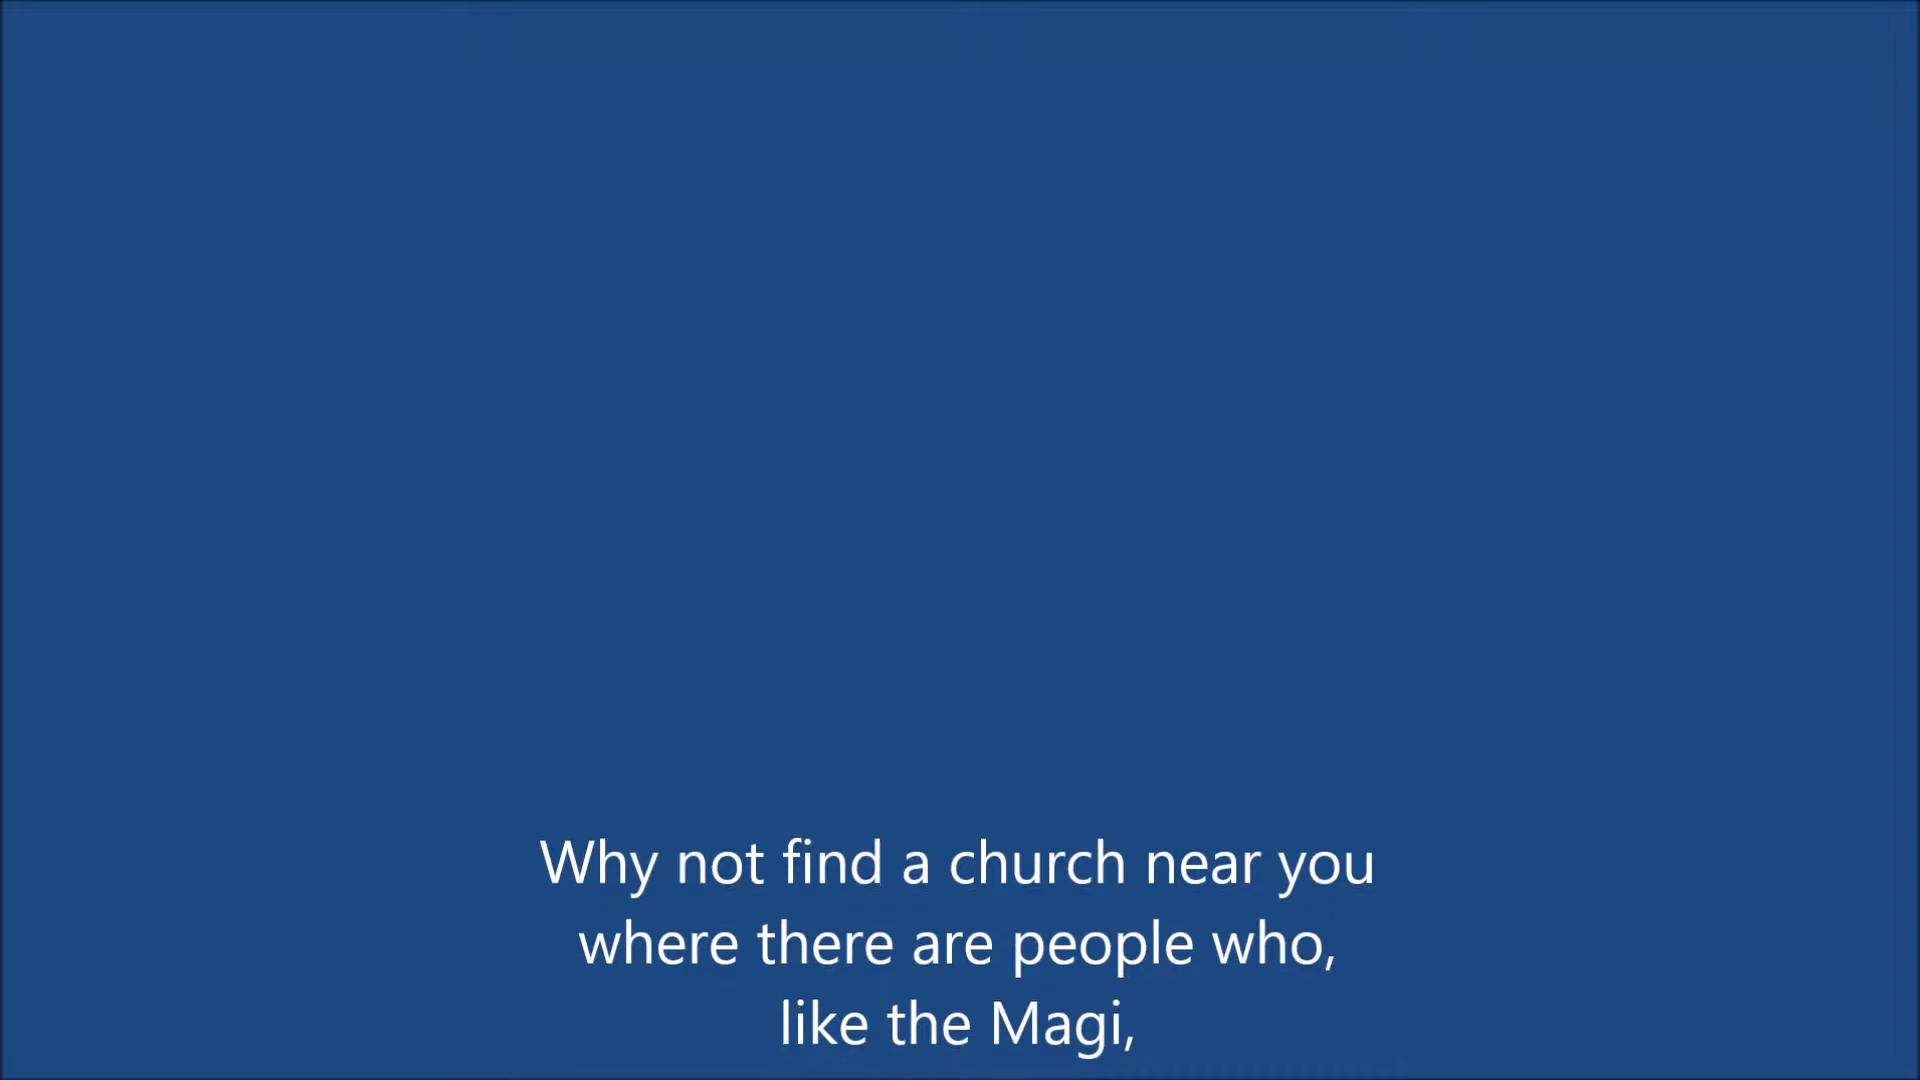 Why not find a church near you
where there are people who,
like the Magi,